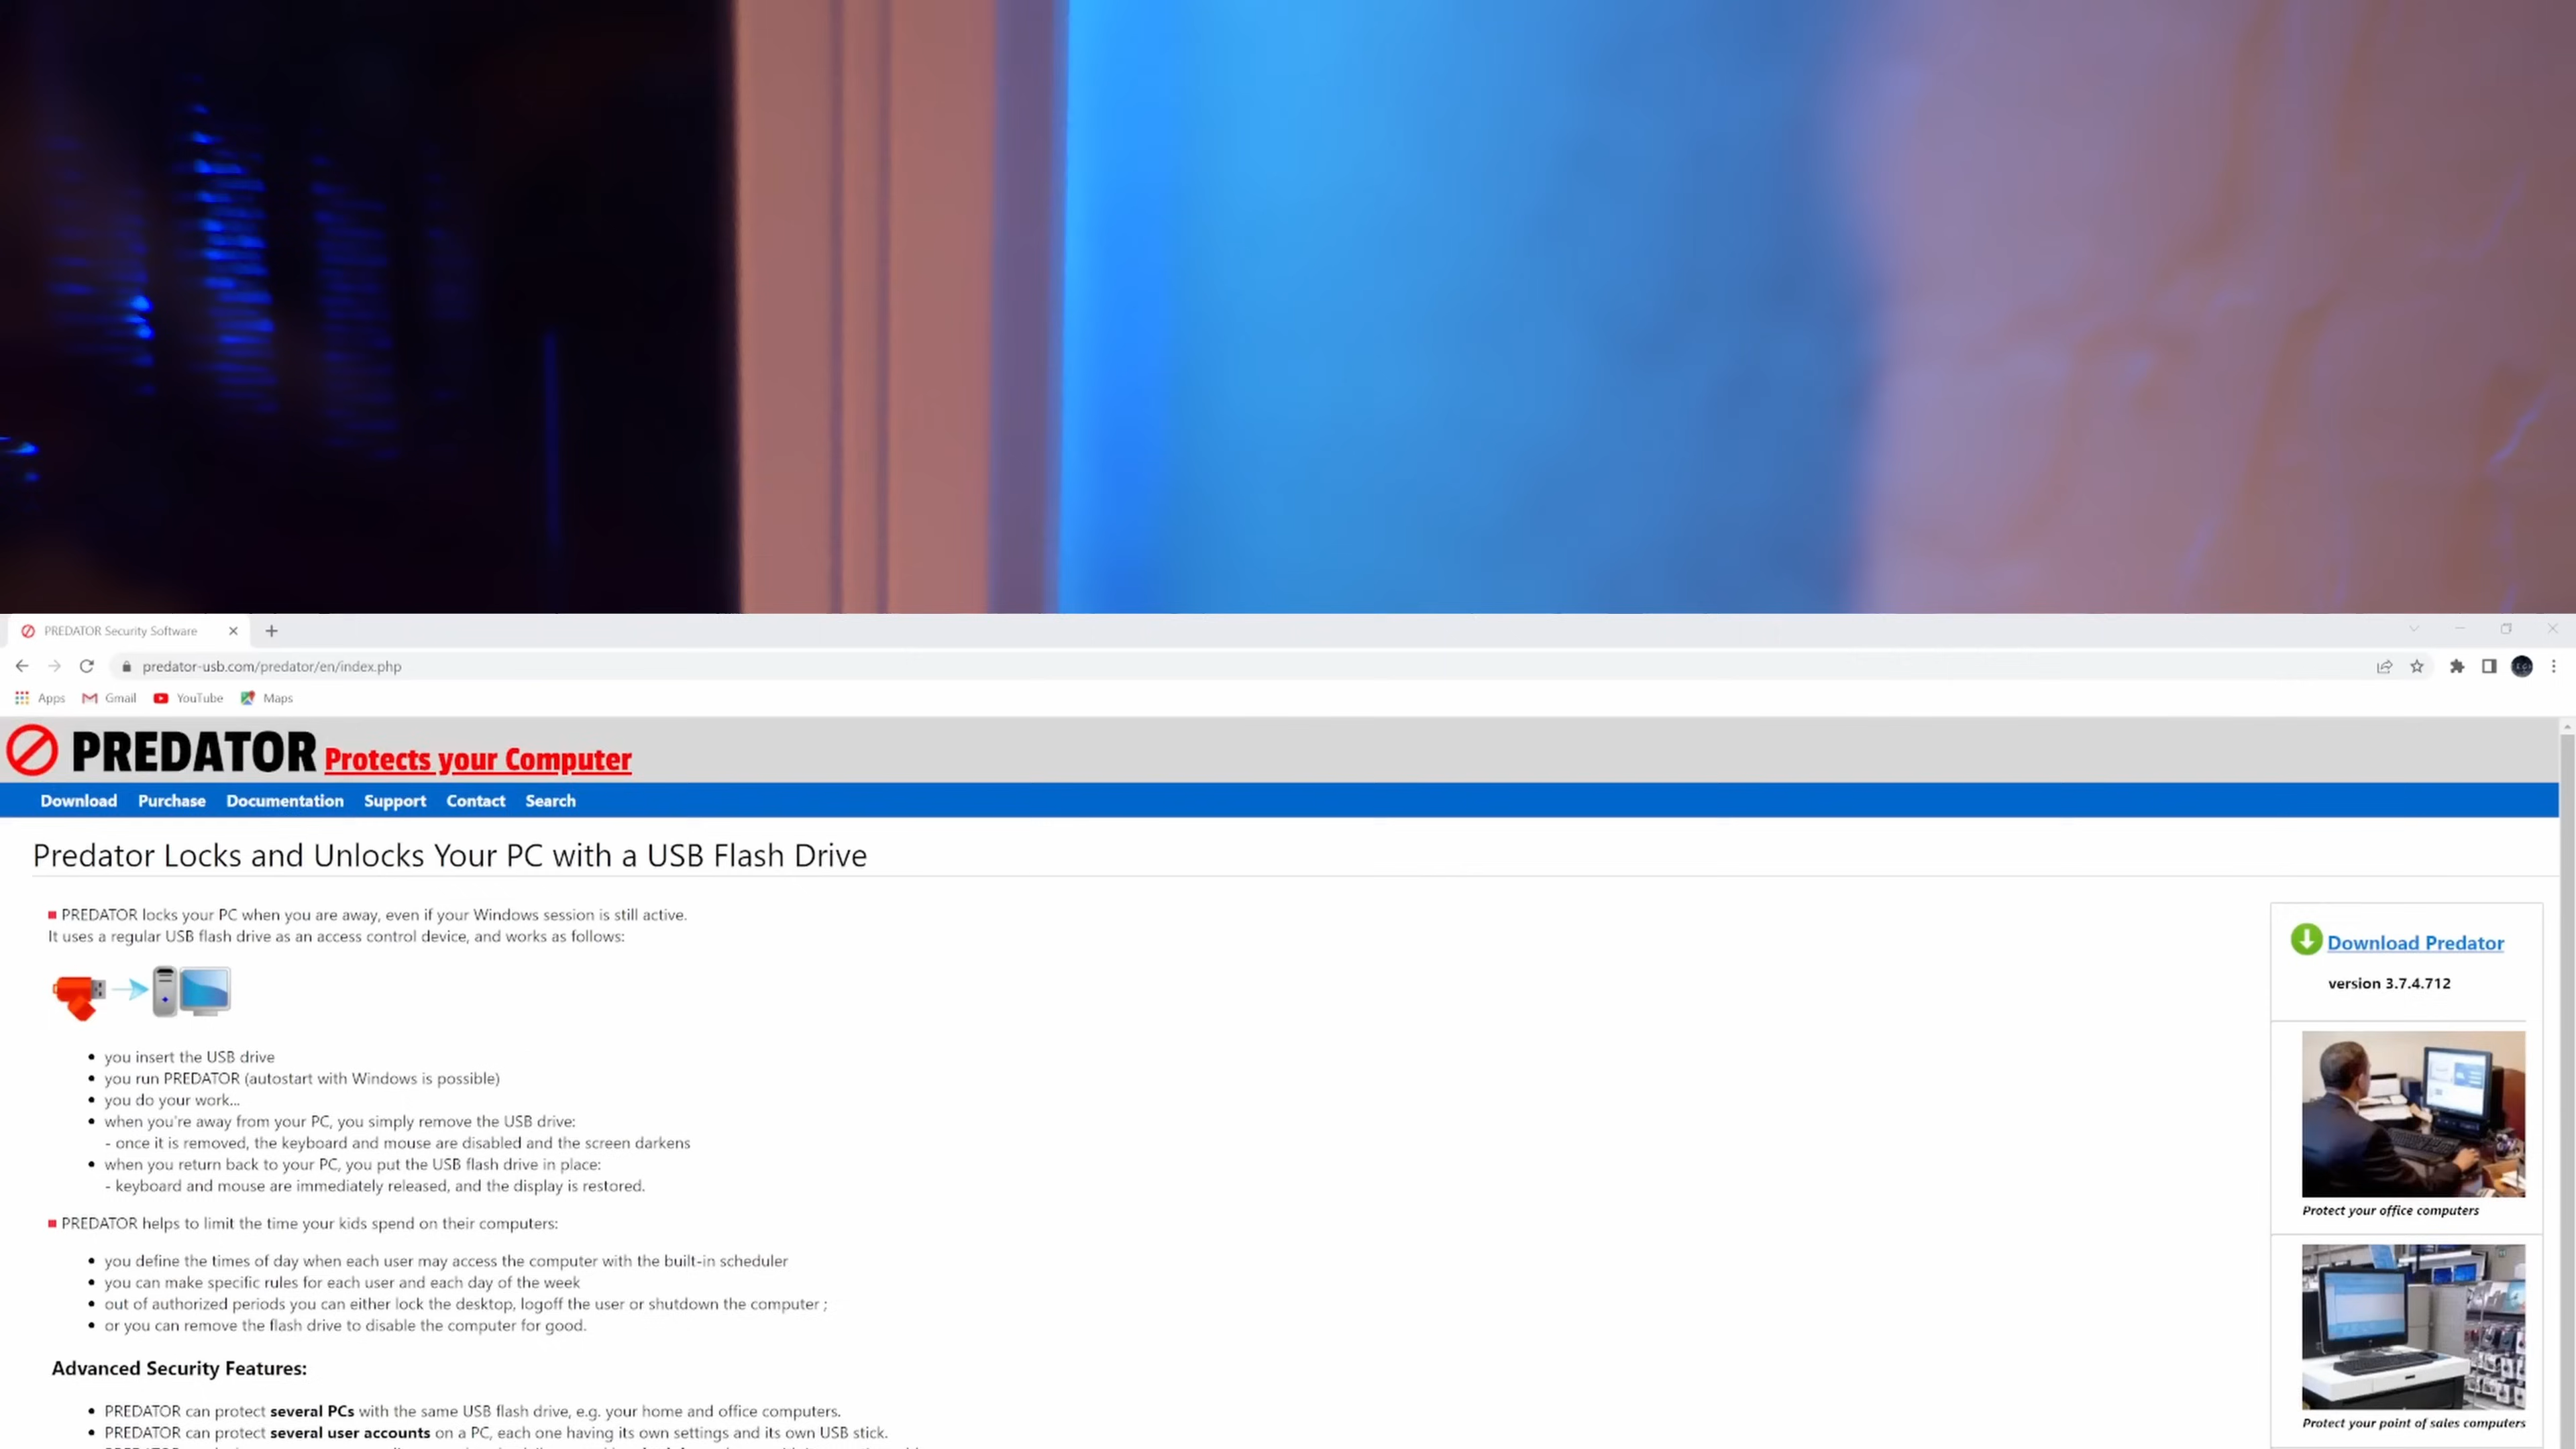 PREDATOR Security Software
predator-usb.com/predator/en/index.php
Apps Gmail YouTube Maps
PREDATOR Protects your Computer
Download Purchase Documentation Support Contact Search
Predator Locks and Unlocks Your PC with a USB Flash Drive
PREDATOR locks your PC when you are away, even if your Windows session is still active.
It uses a regular USB flash drive as an access control device, and works as follows:
you insert the USB drive
you run PREDATOR (autostart with Windows is possible)
you do your work...
when you're away from your PC, you simply remove the USB drive:
- once it is removed, the keyboard and mouse are disabled and the screen darkens
when you return back to your PC, you put the USB flash drive in place:
- keyboard and mouse are immediately released, and the display is restored.
PREDATOR helps to limit the time your kids spend on their computers:
you define the times of day when each user may access the computer with the built-in scheduler
you can make specific rules for each user and each day of the week
out of authorized periods you can either lock the desktop, logoff the user or shutdown the computer ;
or you can remove the flash drive to disable the computer for good.
Advanced Security Features:
PREDATOR can protect several PCs with the same USB flash drive, e.g. your home and office computers.
PREDATOR can protect several user accounts on a PC, each one having its own settings and its own USB stick.
Download Predator
version 3.7.4.712
Protect your office computers
Protect your point of sales computers